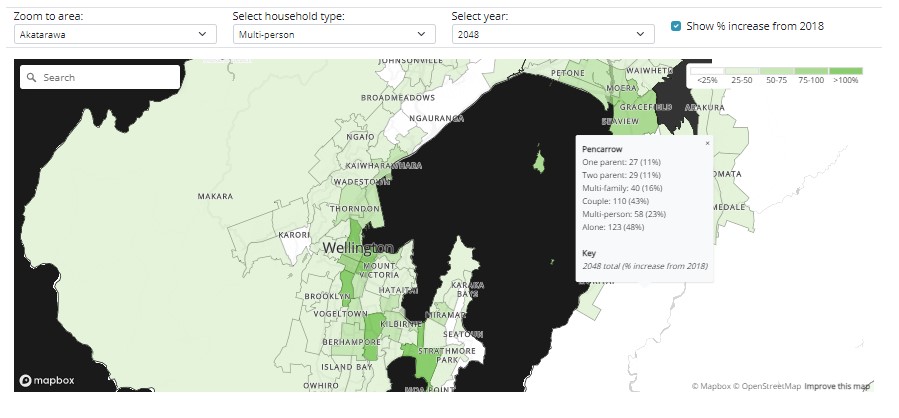 Zoom to area:
Select household type:
Select year:
Akatarawa
Multi-person
2048
Show % increase from 2018
Search
<25%
25-50
50-75
75-100
>100%
JOHNSONVILLE
PETONE
WAIWHETU
MOERA
BROADMEADOWS
GRACEFIELD
ARAKURA
NGAURANGA
SEAVIEW
NGAIO
KAIWHARAWHARA
WADESTOWN
MAKARA
THORNDON
KARORI
Wellington
MOUNT
VICTORIA
BROOKLYN
HATAITAI
KARAKA
BAYS
VOGELTOWN
KILBIRNIE
MIRAMAR
SEATOUN
BERHAMPORE
STRATHMORE
PARK
ISLAND BAY
OWHIRO
MOA POINT
OMATA
MEDALE
Pencarrow
×
One parent: 27 (11%)
Two parent: 29 (11%)
Multi-family: 40 (16%)
Couple: 110 (43%)
Multi-person: 58 (23%)
Alone: 123 (48%)
Key
2048 total (% increase from 2018)
mapbox
© Mapbox © OpenStreetMap Improve this map